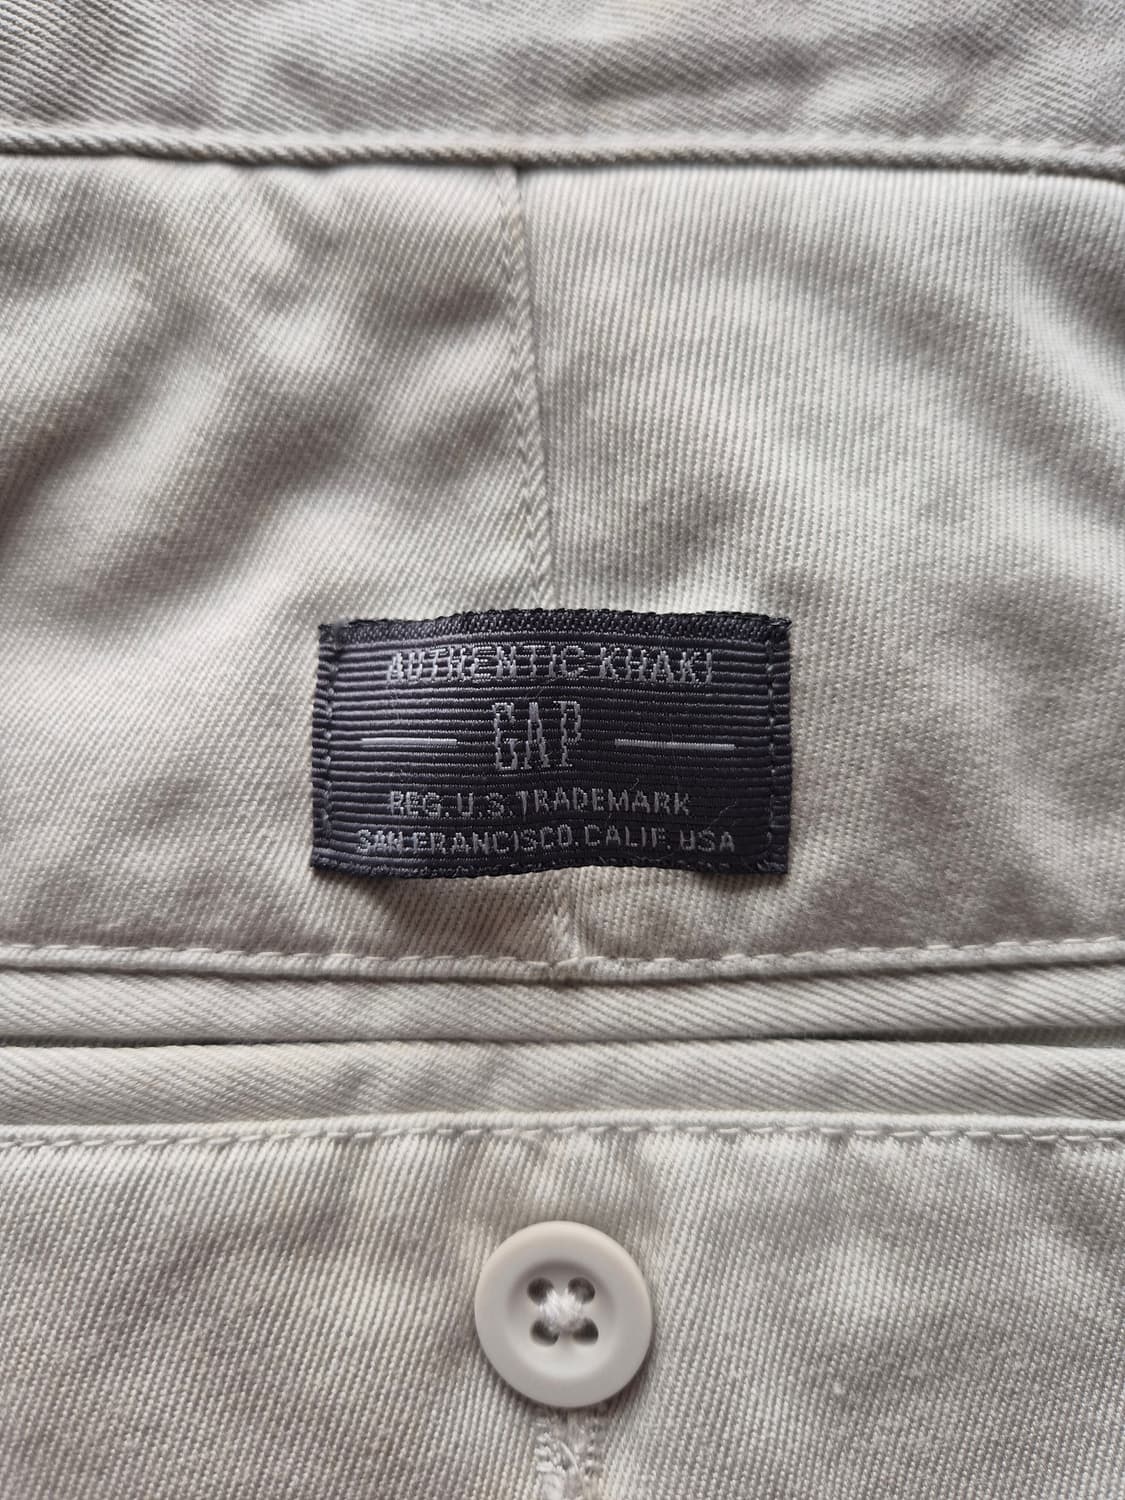 AUTHENTIC KHAKI
GAP
REG. U.S. TRADEMARK
SAN FRANCISCO, CALIF. USA